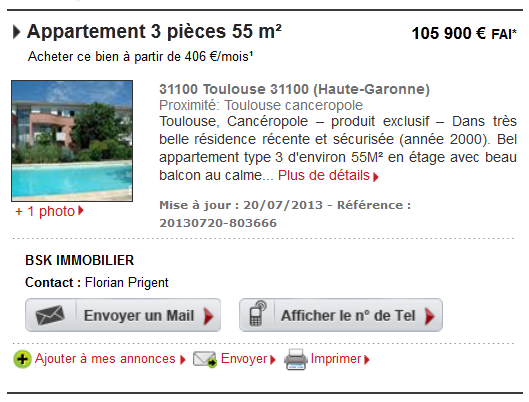 Appartement 3 pièces 55 m²
105 900 € FAI*
Acheter ce bien à partir de 406 €/mois¹
31100 Toulouse 31100 (Haute-Garonne)
Proximité: Toulouse canceropole
Toulouse, Cancéropole – produit exclusif – Dans très
belle résidence récente et sécurisée (année 2000). Bel
appartement type 3 d'environ 55M² en étage avec beau
balcon au calme... Plus de détails
+ 1 photo
Mise à jour : 20/07/2013 - Référence :
20130720-803666
BSK IMMOBILIER
Contact : Florian Prigent
Envoyer un Mail
Afficher le n° de Tel
Ajouter à mes annonces
Envoyer
Imprimer